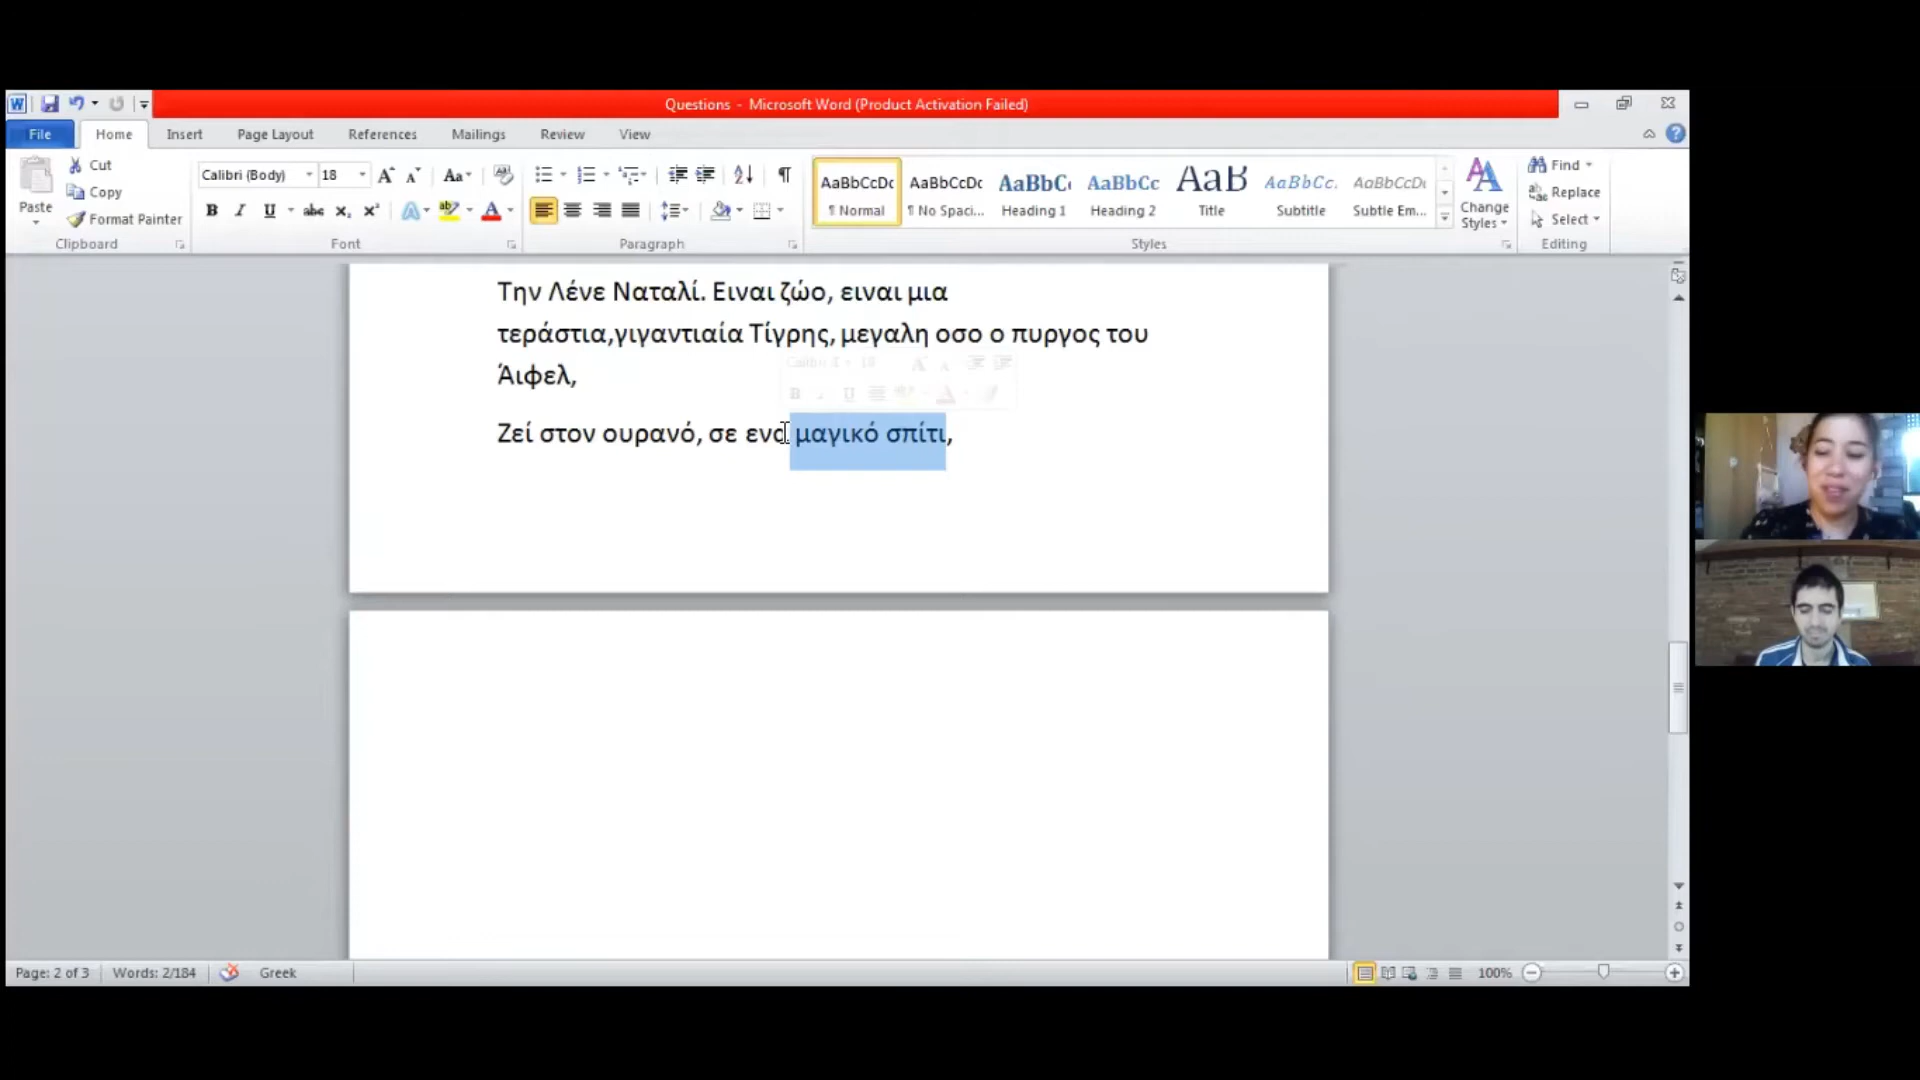 Questions - Microsoft Word (Product Activation Failed)
File Home Insert Page Layout References Mailings Review View
Cut
Copy
Format Painter
Paste
Clipboard
Calibri (Body) 18
Font
Paragraph
AaBbCcDc AaBbCcDc AaBbC AaBbCc AaB AaBbCc. AaBbCcDi
¶ Normal ¶ No Spaci... Heading 1 Heading 2 Title Subtitle Subtle Em...
Styles
Change
Styles
Find
Replace
Select
Editing
Την Λένε Ναταλί. Ειναι ζώο, ειναι μια
τεράστια,γιγαντιαία Τίγρης, μεγαλη οσο ο πυργος του
Άιφελ,
Ζεί στον ουρανό, σε ενα μαγικό σπίτι,
Page: 2 of 3 Words: 2/184 Greek 100%